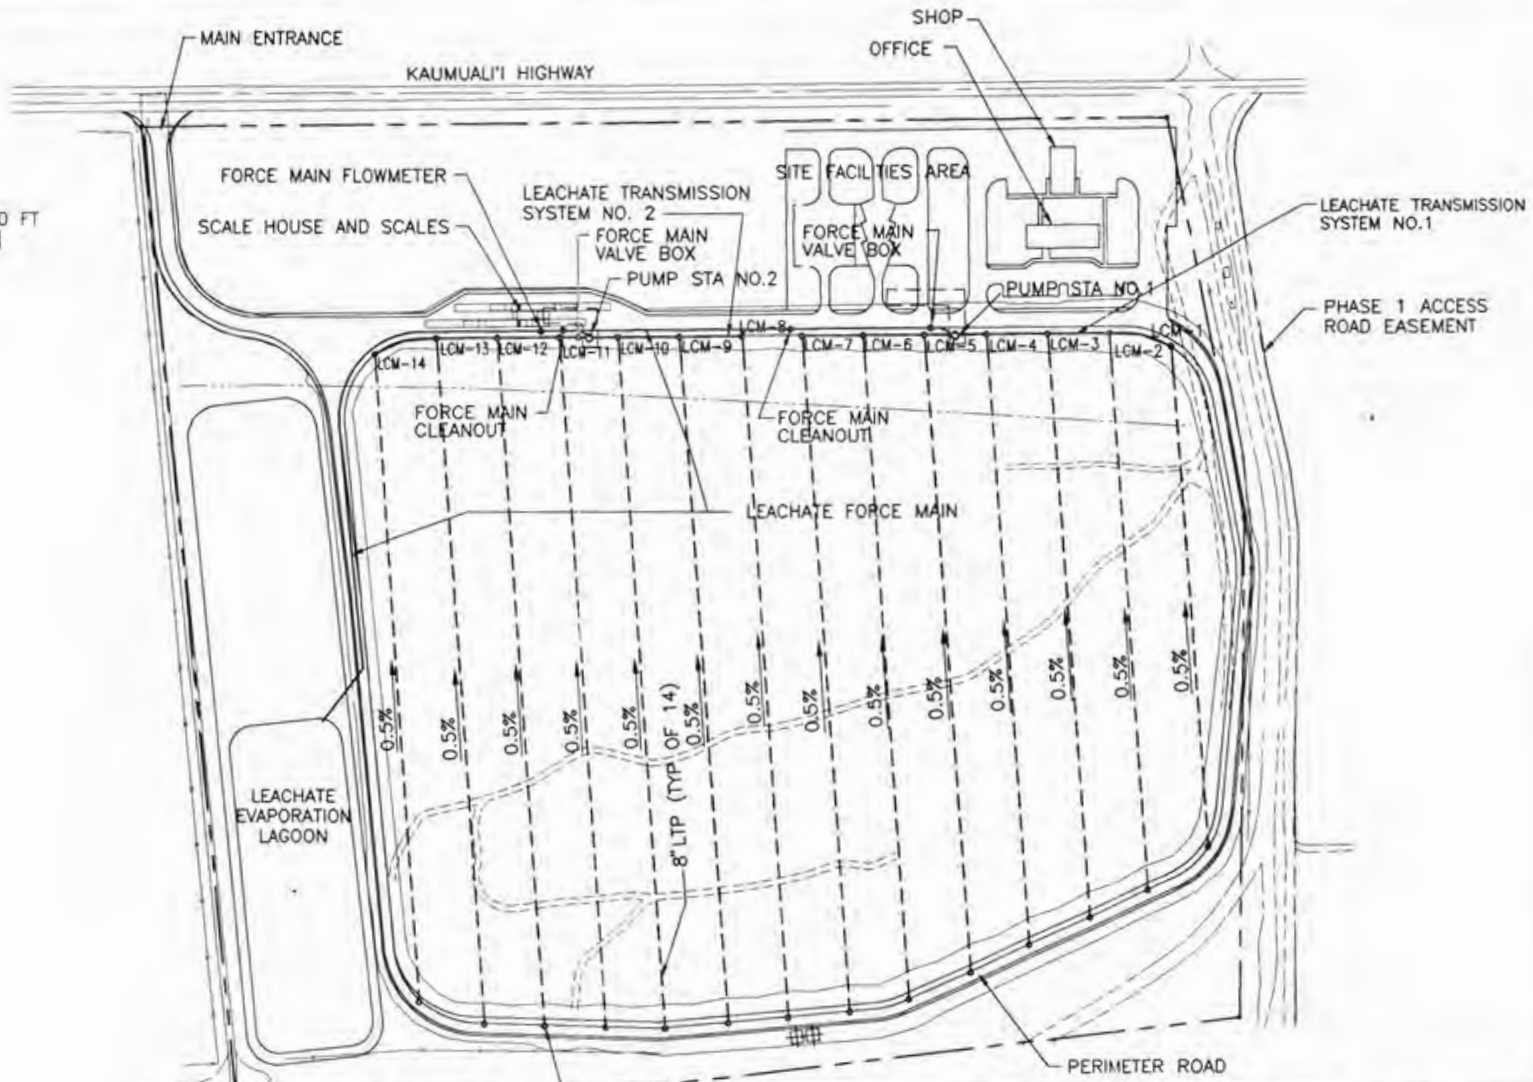 SHOP
MAIN ENTRANCE
OFFICE
KAUMUALI'I HIGHWAY
FORCE MAIN FLOWMETER
SITE FACILITIES AREA
LEACHATE TRANSMISSION
SYSTEM NO. 2
LEACHATE TRANSMISSION
SYSTEM NO.1
0 FT
SCALE HOUSE AND SCALES
FORCE MAIN
VALVE BOX
FORCE MAIN
VALVE BOX
PUMP STA NO.2
PUMP STA NO.1
PHASE 1 ACCESS
ROAD EASEMENT
LCM-14
LCM-13
LCM-12
LCM-11
LCM-10
LCM-9
LCM-8
LCM-7
LCM-6
LCM-5
LCM-4
LCM-3
LCM-2
LCM-1
FORCE MAIN
CLEANOUT
FORCE MAIN
CLEANOUT
LEACHATE FORCE MAIN
0.5%
0.5%
0.5%
0.5%
0.5%
0.5%
0.5%
0.5%
0.5%
0.5%
0.5%
0.5%
0.5%
0.5%
8"LTP (TYP OF 14)
LEACHATE
EVAPORATION
LAGOON
PERIMETER ROAD